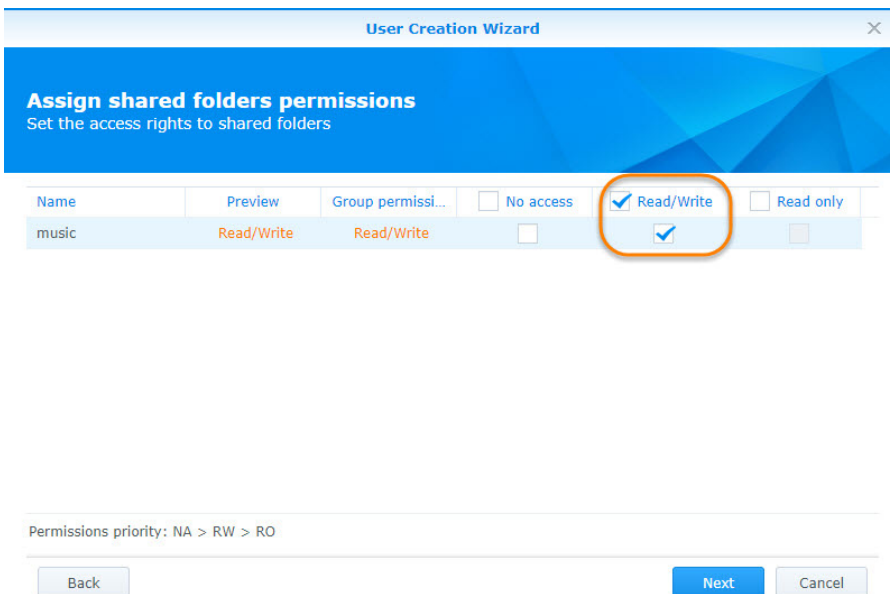 User Creation Wizard
Assign shared folders permissions
Set the access rights to shared folders
Name Preview Group permissi... No access Read/Write Read only
music Read/Write Read/Write
Permissions priority: NA > RW > RO
Back Next Cancel